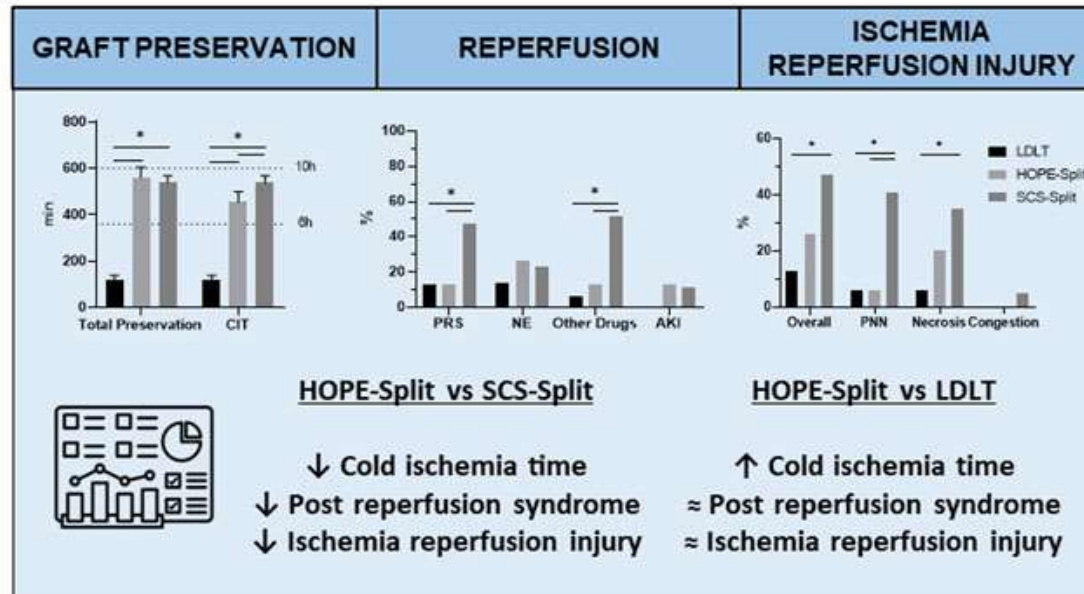 GRAFT PRESERVATION
REPERFUSION
ISCHEMIA
REPERFUSION INJURY
800
600
400
200
0
min
*
*
10h
6h
Total Preservation
CIT
100
80
60
40
20
0
%
*
*
PRS
NE
Other Drugs
AKI
60
40
20
0
%
*
*
*
LDLT
HOPE-Split
SCS-Split
Overall
PNN
Necrosis
Congestion
HOPE-Split vs SCS-Split
↓ Cold ischemia time
↓ Post reperfusion syndrome
↓ Ischemia reperfusion injury
HOPE-Split vs LDLT
↑ Cold ischemia time
≈ Post reperfusion syndrome
≈ Ischemia reperfusion injury